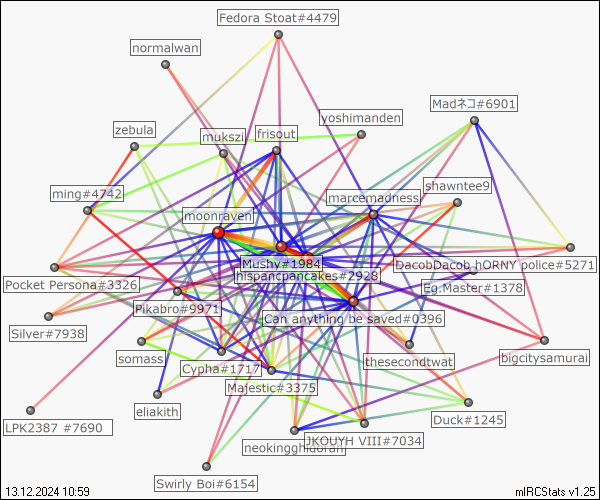 Fedora Stoat#4479
normalwan
Madネコ#6901
yoshimanden
zebula
mukszi
frisout
shawntee9
ming#4742
marcemadness
moonraven
Mushy#1984
DacobDacob hORNY police#5271
hispancpancakes#2928
Pocket Persona#3326
Eg.Master#1378
Pikabro#9971
Can anything be saved#0396
Silver#7938
somass
thesecondtwat
bigcitysamurai
Cypha#1717
Majestic#3375
eliakith
Duck#1245
LPK2387 #7690
JKOUYH VIII#7034
neokingghidorah
Swirly Boi#6154
13.12.2024 10:59
mIRCStats v1.25